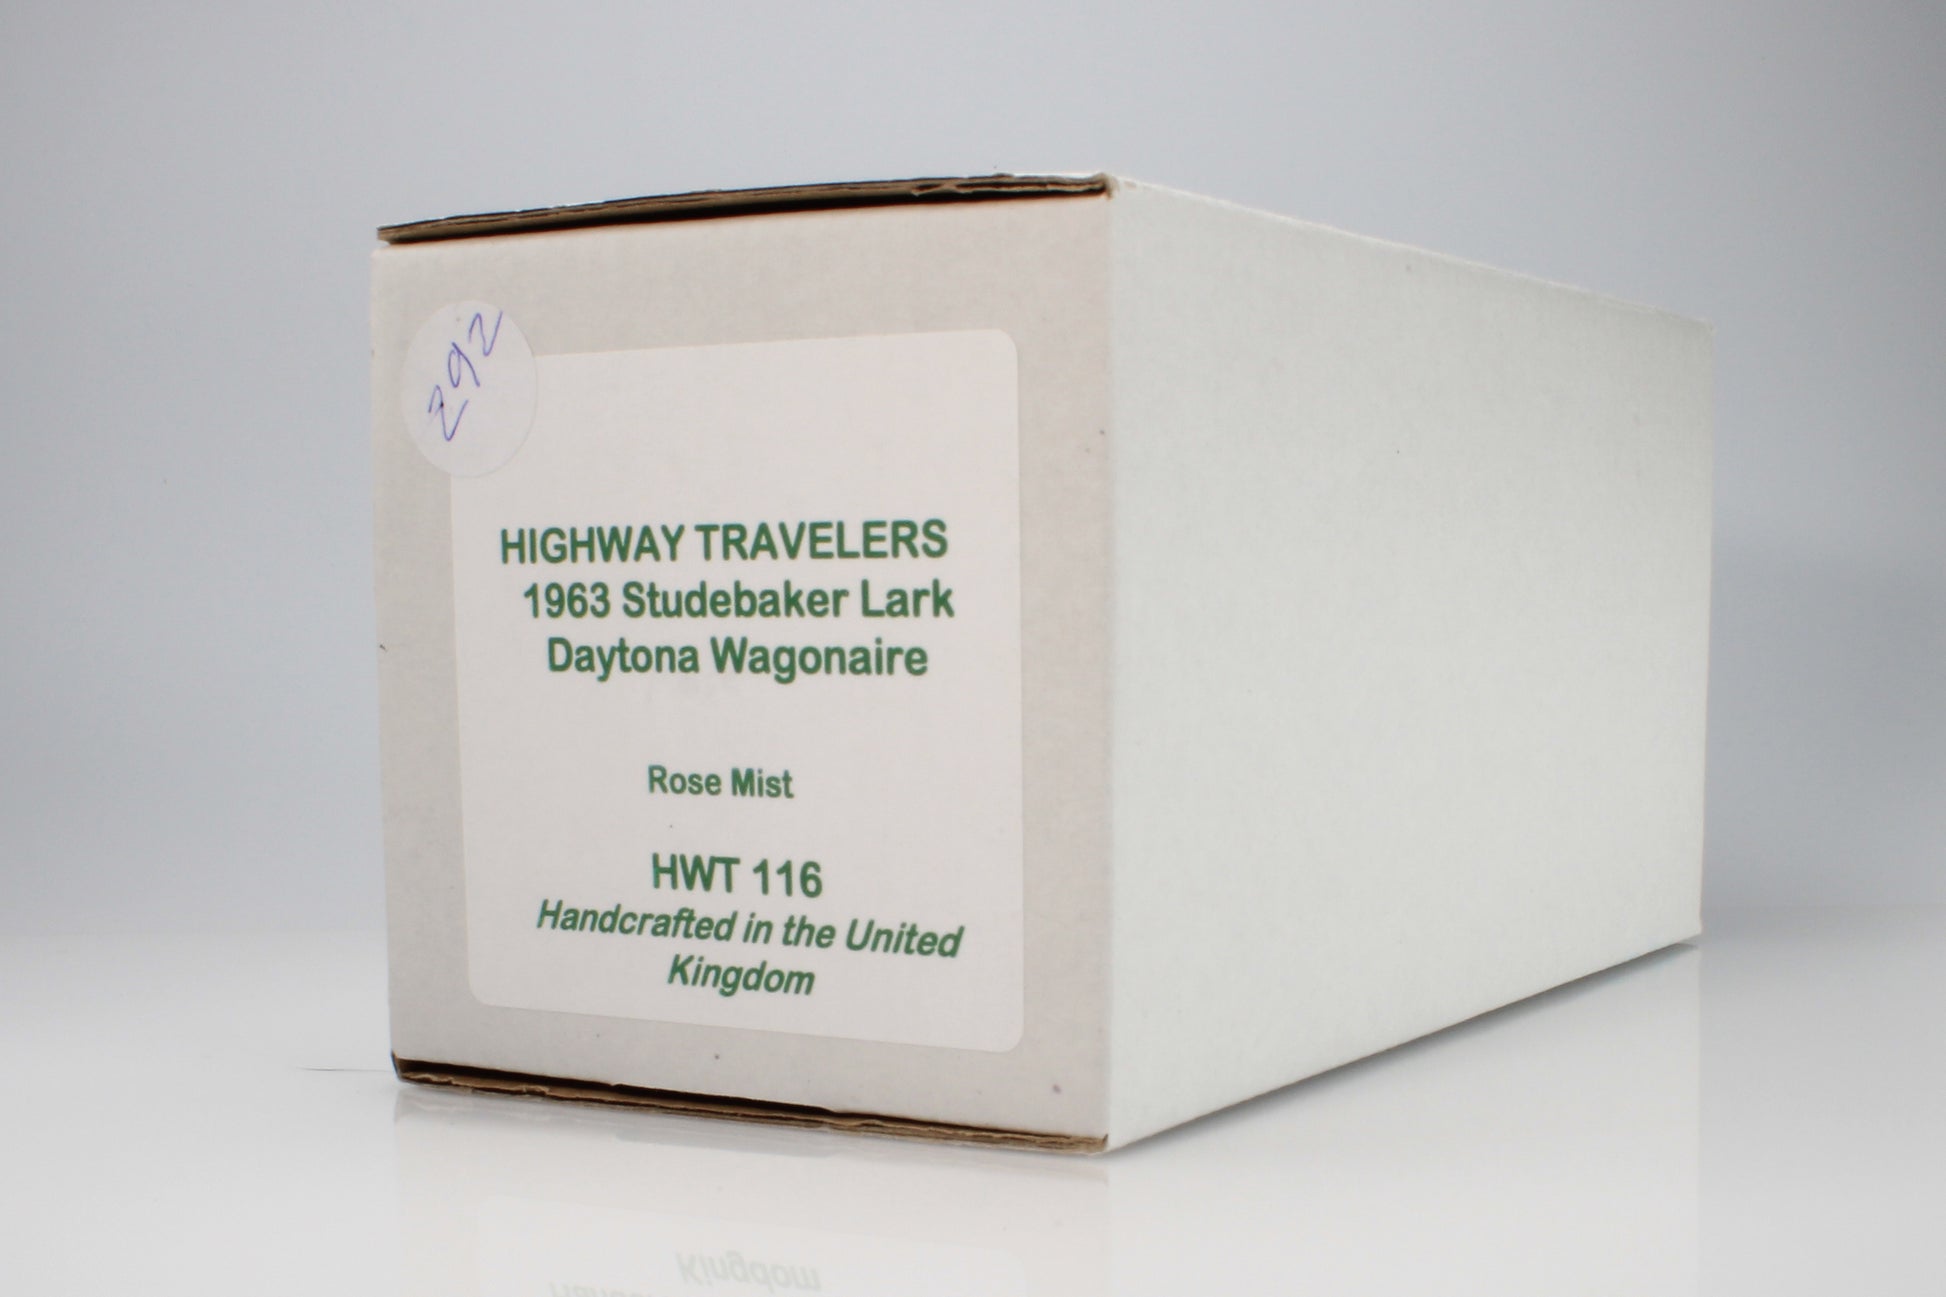 292
HIGHWAY TRAVELERS
1963 Studebaker Lark
Daytona Wagonaire
Rose Mist
HWT 116
Handcrafted in the United
Kingdom